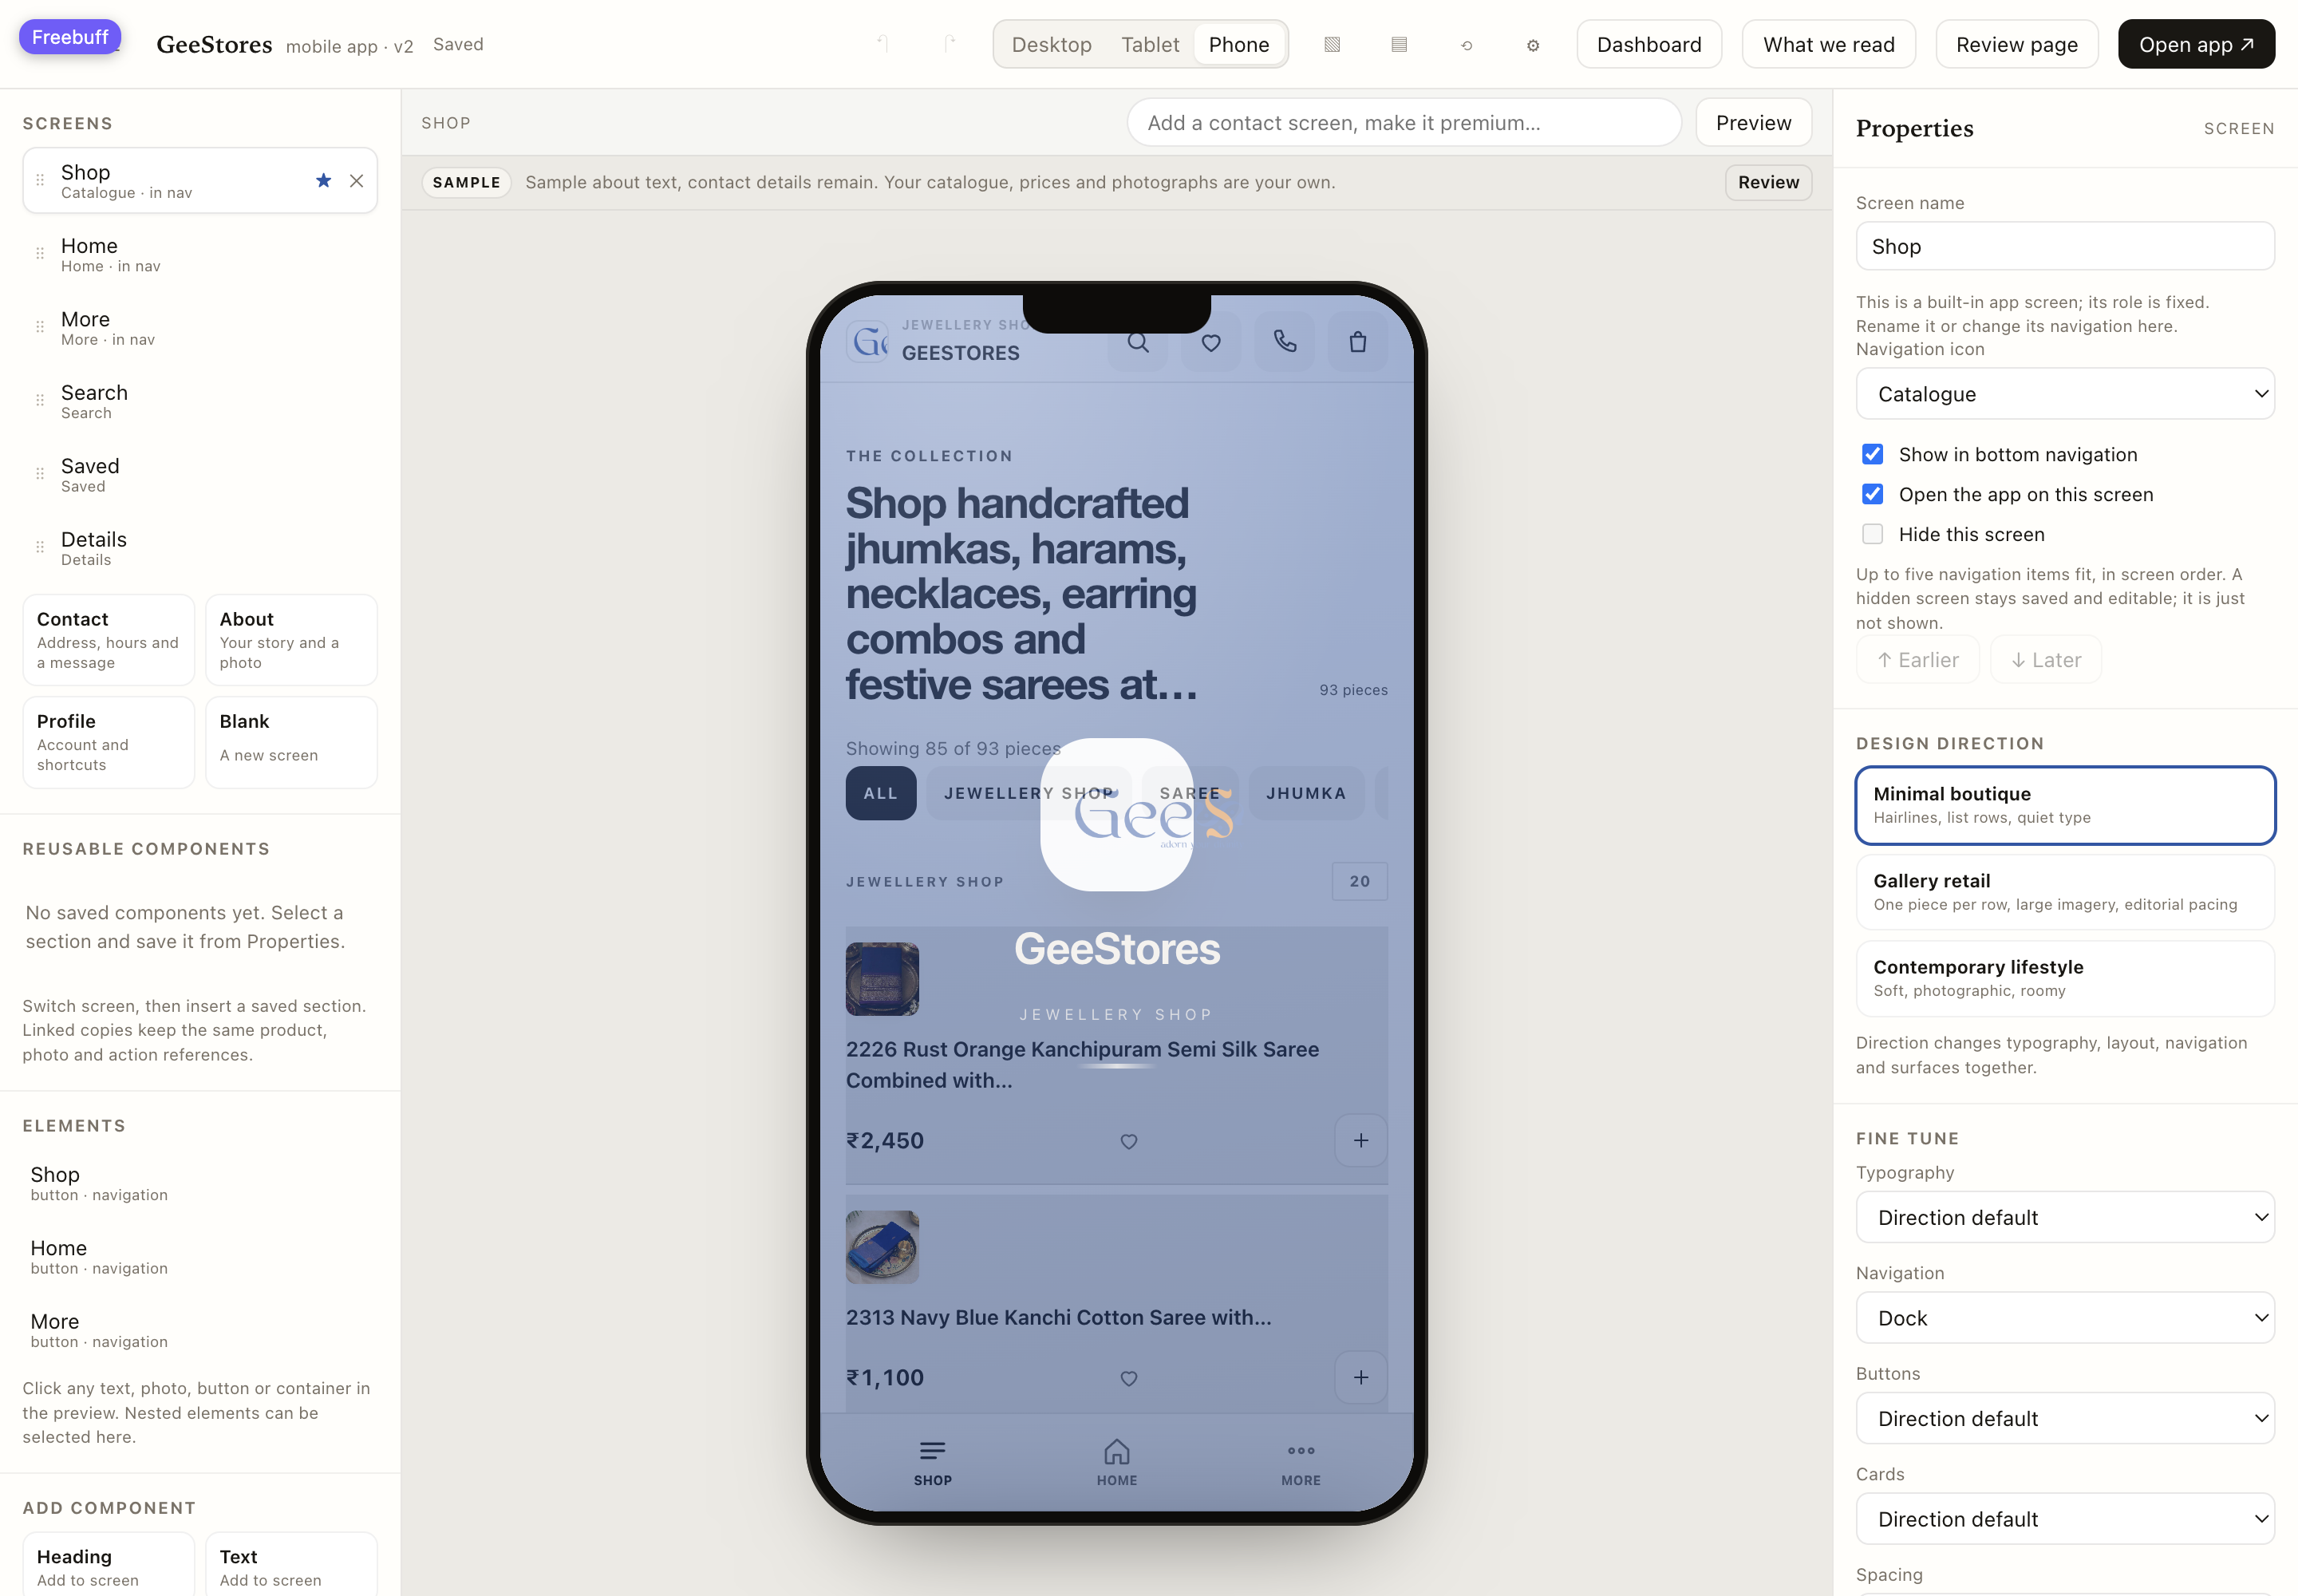 Freebuff
GeeStores mobile app · v2 Saved
Desktop Tablet Phone
Dashboard
What we read
Review page
Open app ↗
SCREENS
Shop
Catalogue · in nav
Home
Home · in nav
More
More · in nav
Search
Search
Saved
Saved
Details
Details
Contact
Address, hours and
a message
About
Your story and a
photo
Profile
Account and
shortcuts
Blank
A new screen
REUSABLE COMPONENTS
No saved components yet. Select a
section and save it from Properties.
Switch screen, then insert a saved section.
Linked copies keep the same product,
photo and action references.
ELEMENTS
Shop
button · navigation
Home
button · navigation
More
button · navigation
Click any text, photo, button or container in
the preview. Nested elements can be
selected here.
ADD COMPONENT
Heading
Add to screen
Text
Add to screen
SHOP
Add a contact screen, make it premium...
Preview
SAMPLE Sample about text, contact details remain. Your catalogue, prices and photographs are your own.
Review
JEWELLERY SHO
GEESTORES
THE COLLECTION
Shop handcrafted
jhumkas, harams,
necklaces, earring
combos and
festive sarees at...
93 pieces
Showing 85 of 93 pieces
ALL JEWELLERY SHOP SAREE JHUMKA
GeeS
adorn y
JEWELLERY SHOP 20
GeeStores
JEWELLERY SHOP
2226 Rust Orange Kanchipuram Semi Silk Saree
Combined with...
₹2,450
+
2313 Navy Blue Kanchi Cotton Saree with...
₹1,100
+
SHOP HOME MORE
Properties SCREEN
Screen name
Shop
This is a built-in app screen; its role is fixed.
Rename it or change its navigation here.
Navigation icon
Catalogue
Show in bottom navigation
Open the app on this screen
Hide this screen
Up to five navigation items fit, in screen order. A
hidden screen stays saved and editable; it is just
not shown.
↑ Earlier ↓ Later
DESIGN DIRECTION
Minimal boutique
Hairlines, list rows, quiet type
Gallery retail
One piece per row, large imagery, editorial pacing
Contemporary lifestyle
Soft, photographic, roomy
Direction changes typography, layout, navigation
and surfaces together.
FINE TUNE
Typography
Direction default
Navigation
Dock
Buttons
Direction default
Cards
Direction default
Spacing